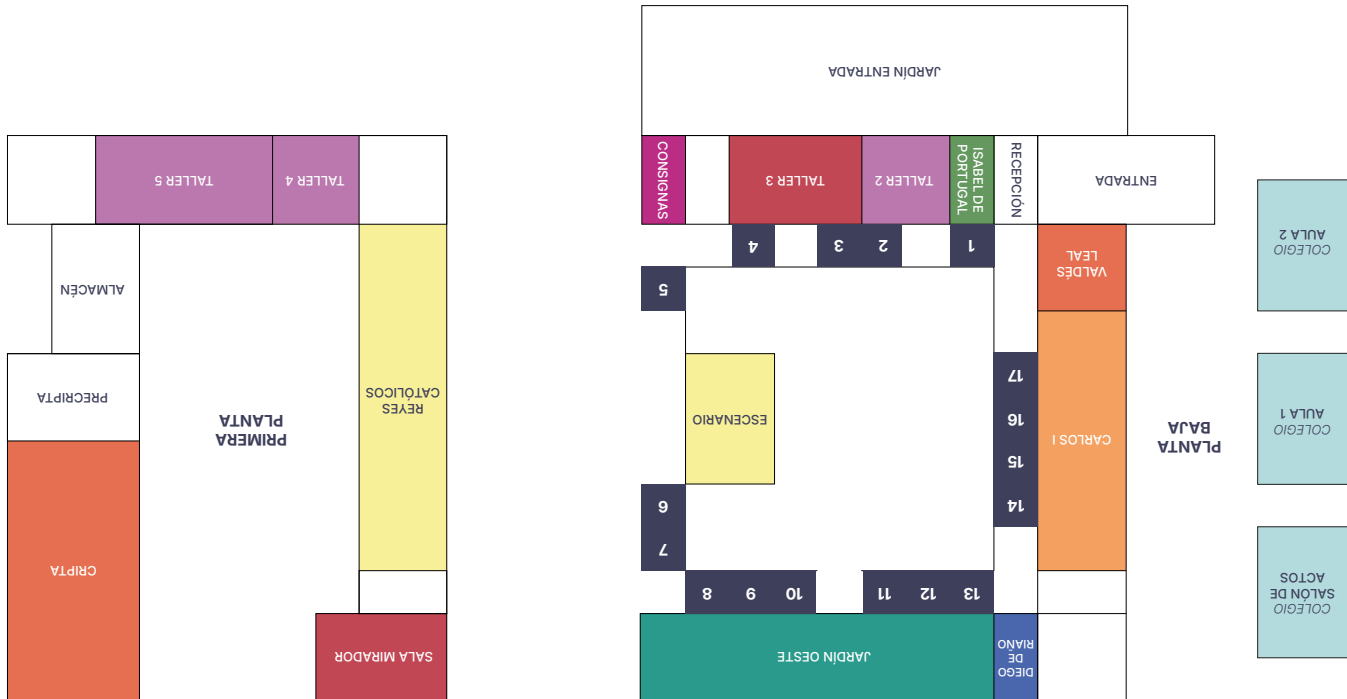 COLEGIO
SALÓN DE
ACTOS
COLEGIO
AULA 1
COLEGIO
AULA 2
PLANTA
BAJA
DIEGO
DE
RIAÑO
JARDÍN OESTE
13
12
11
10
9
8
7
6
14
15
16
17
CARLOS I
ESCENARIO
VALDÉS
LEAL
5
1
2
3
4
ENTRADA
RECEPCIÓN
ISABEL DE
PORTUGAL
TALLER 2
TALLER 3
CONSIGNAS
JARDÍN ENTRADA
SALA MIRADOR
CRIPTA
PRIMERA
PLANTA
REYES
CATÓLICOS
PRECRIPTA
ALMACÉN
TALLER 4
TALLER 5